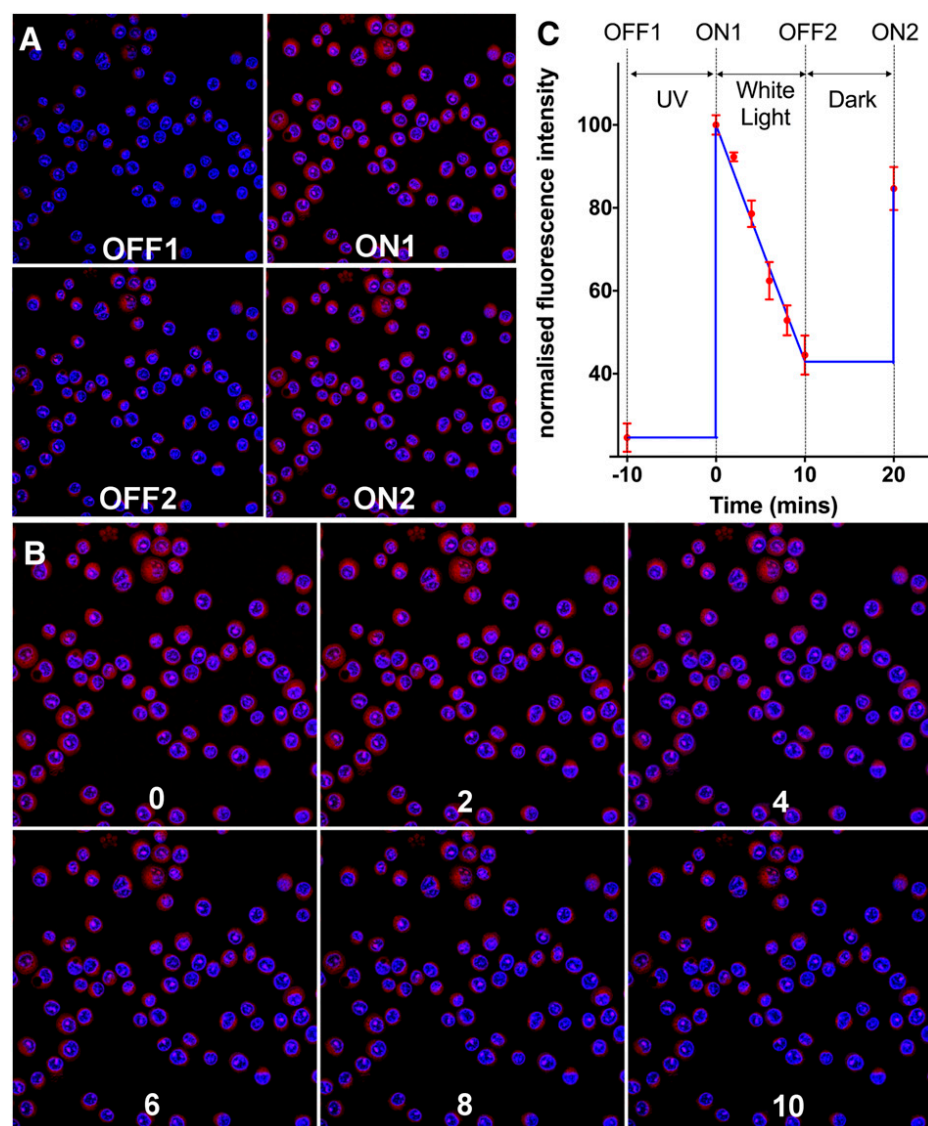 A
OFF1
ON1
OFF2
ON2
C
OFF1 ON1 OFF2 ON2
UV
White
Light
Dark
normalised fluorescence intensity
100
80
60
40
-10 0 10 20
Time (mins)
B
0
2
4
6
8
10